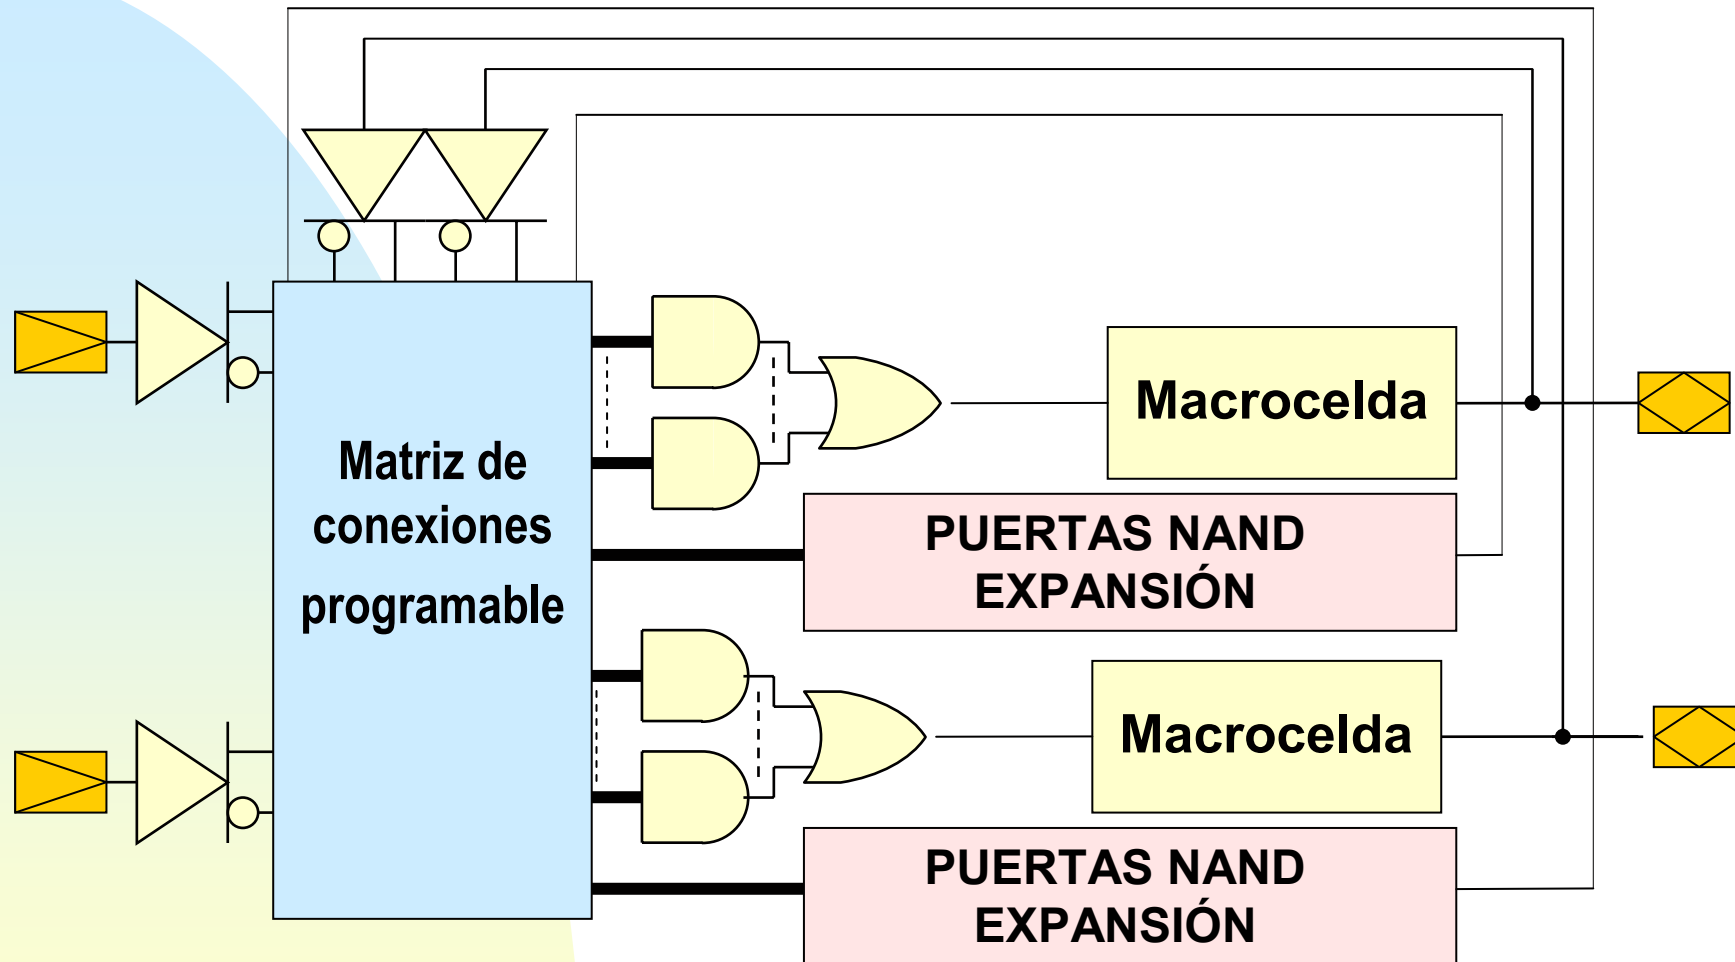 Matriz de
conexiones
programable
Macrocelda
PUERTAS NAND
EXPANSIÓN
Macrocelda
PUERTAS NAND
EXPANSIÓN